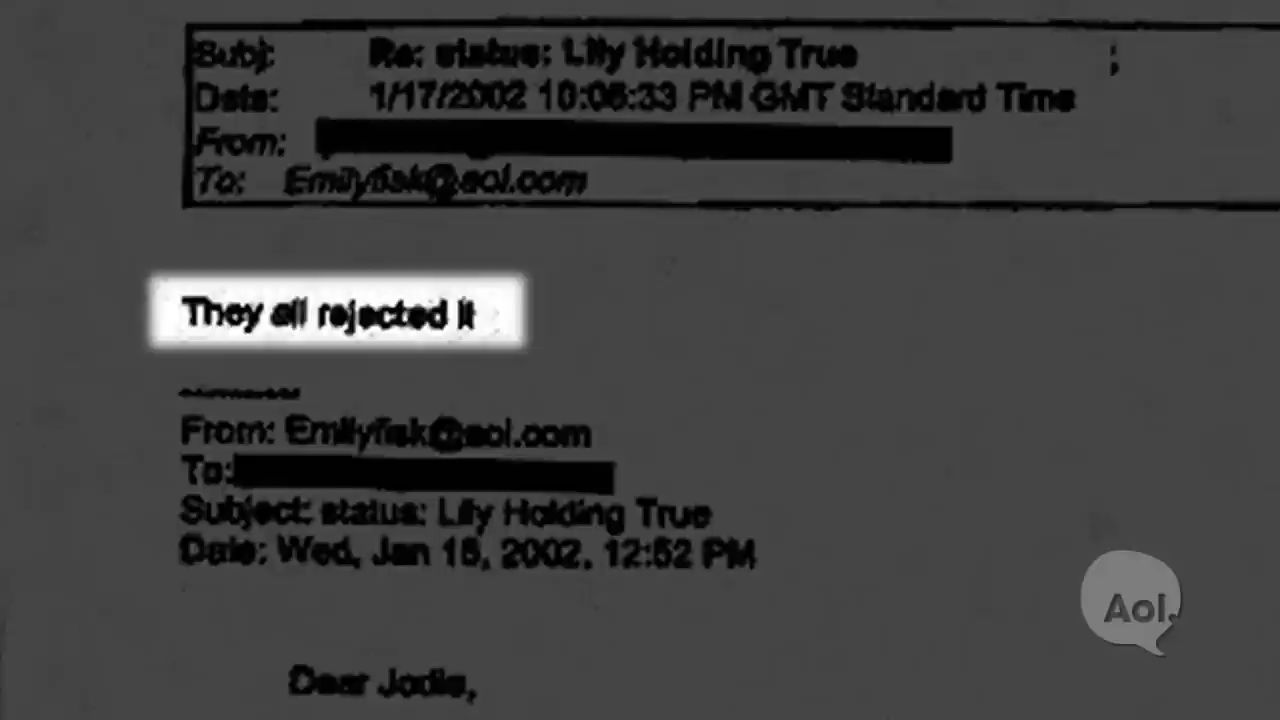 Subj: Re: status: Lily Holding True
Date: 1/17/2002 10:06:33 PM GMT Standard Time
From:
To: Emilyfisk@aol.com
They all rejected it
From: Emilyfisk@aol.com
To:
Subject: status: Lily Holding True
Date: Wed, Jan 16, 2002, 12:52 PM
Dear Jodie,
Aol.